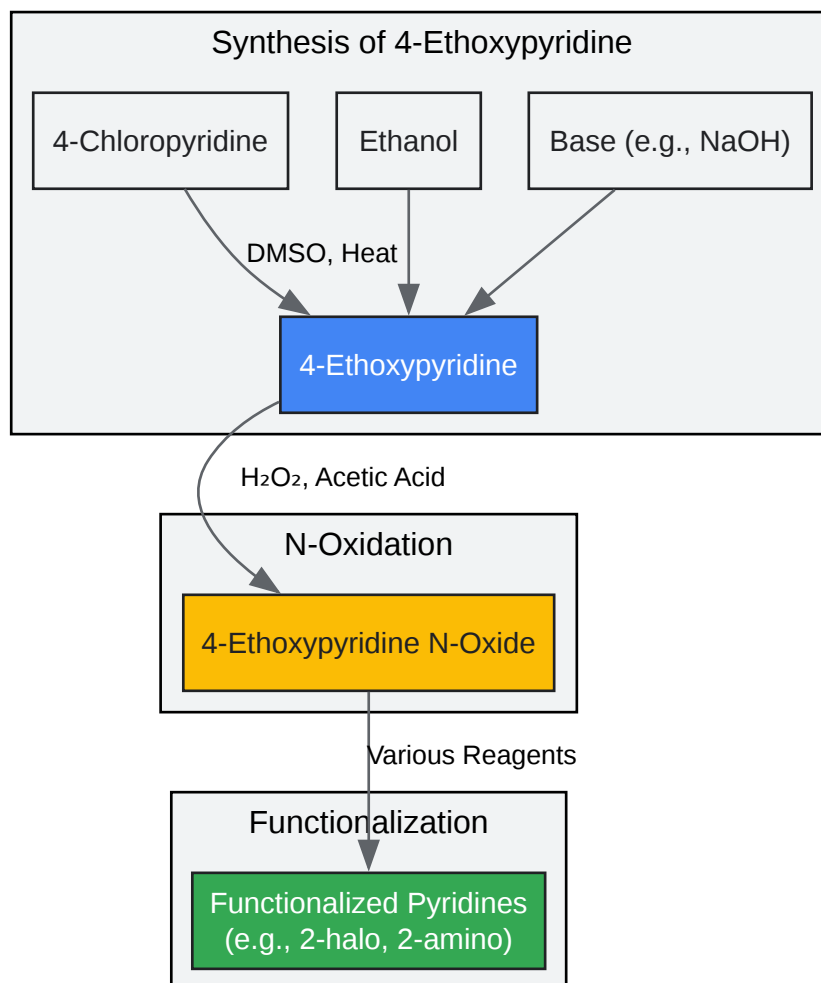 Synthesis of 4-Ethoxypyridine
4-Chloropyridine
Ethanol
Base (e.g., NaOH)
DMSO, Heat
4-Ethoxypyridine
H₂O₂, Acetic Acid
N-Oxidation
4-Ethoxypyridine N-Oxide
Various Reagents
Functionalization
Functionalized Pyridines
(e.g., 2-halo, 2-amino)